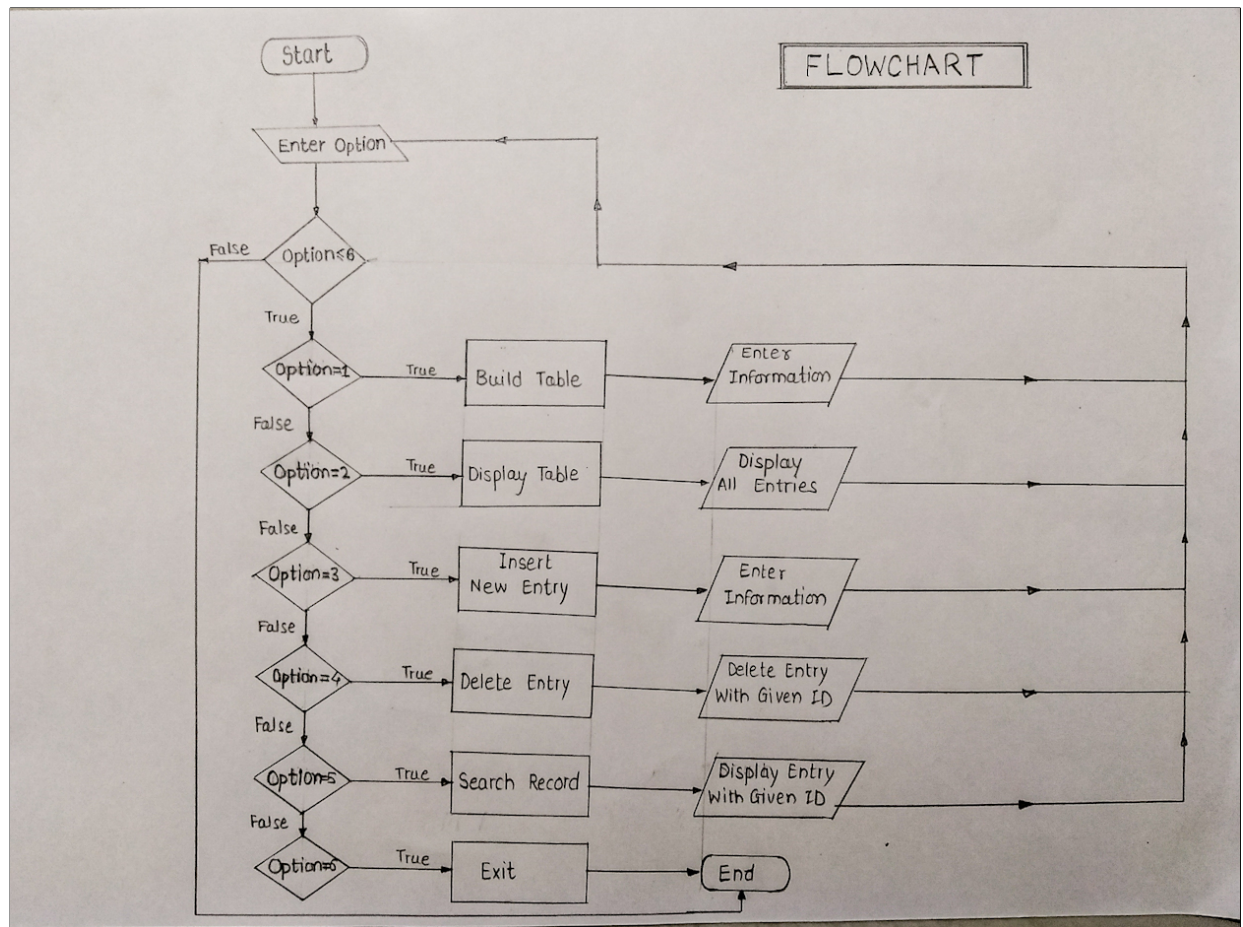 Start
FLOWCHART
Enter Option
False
Option≤6
True
Option=1
True
Build Table
Enter
Information
False
Option=2
True
Display Table
Display
All Entries
False
Option=3
True
Insert
New Entry
Enter
Information
False
Option=4
True
Delete Entry
Delete Entry
With Given ID
False
Option=5
True
Search Record
Display Entry
With Given ID
False
Option=6
True
Exit
End